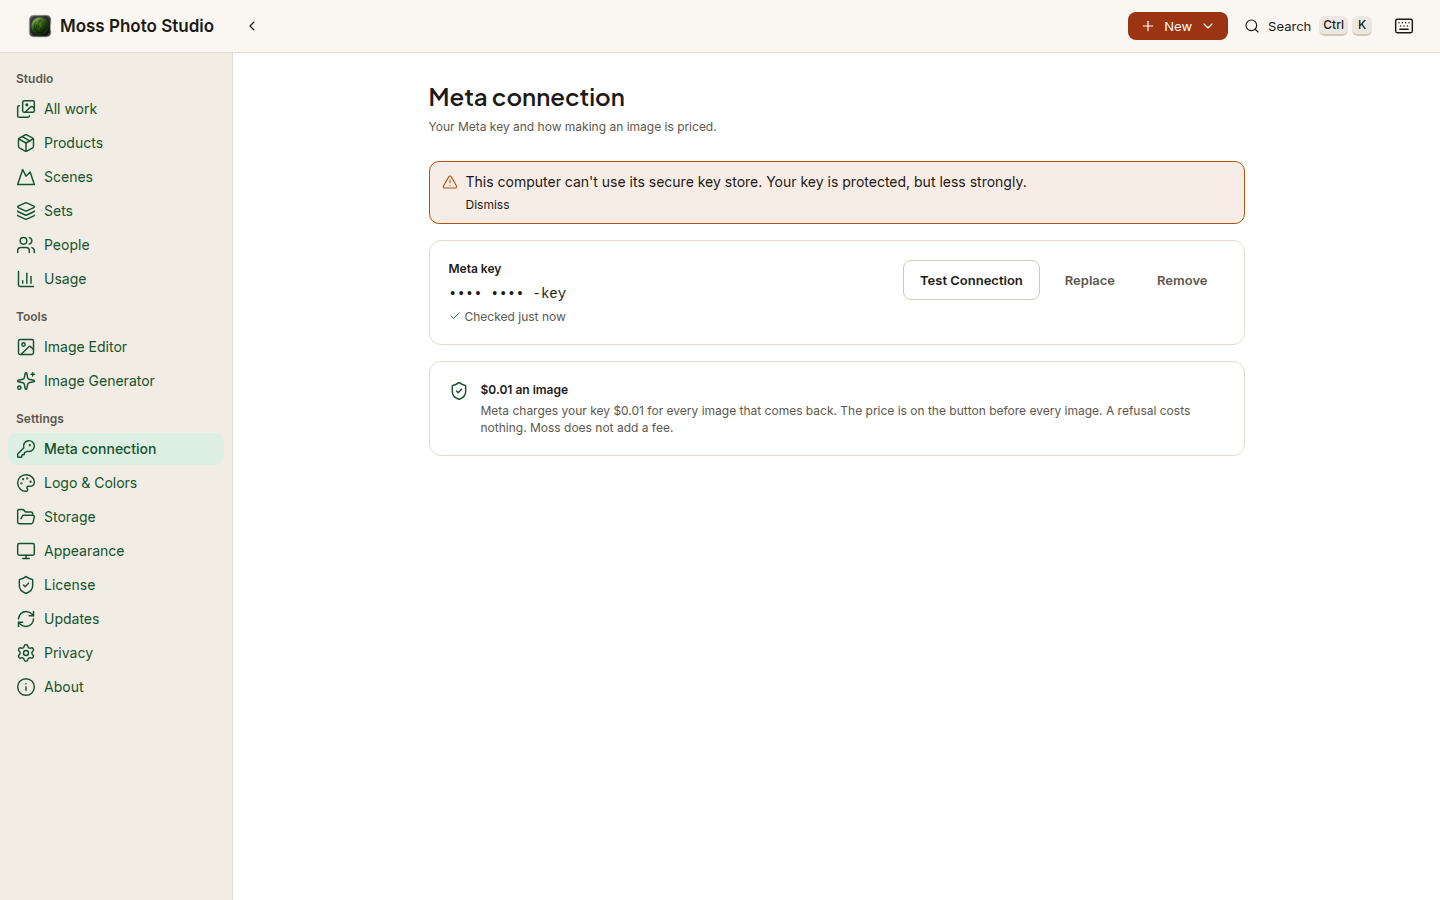 Moss Photo Studio
New
Search
Ctrl
K
Studio
All work
Products
Scenes
Sets
People
Usage
Tools
Image Editor
Image Generator
Settings
Meta connection
Logo & Colors
Storage
Appearance
License
Updates
Privacy
About
Meta connection
Your Meta key and how making an image is priced.
This computer can't use its secure key store. Your key is protected, but less strongly.
Dismiss
Meta key
•••• •••• -key
Checked just now
Test Connection
Replace
Remove
$0.01 an image
Meta charges your key $0.01 for every image that comes back. The price is on the button before every image. A refusal costs
nothing. Moss does not add a fee.